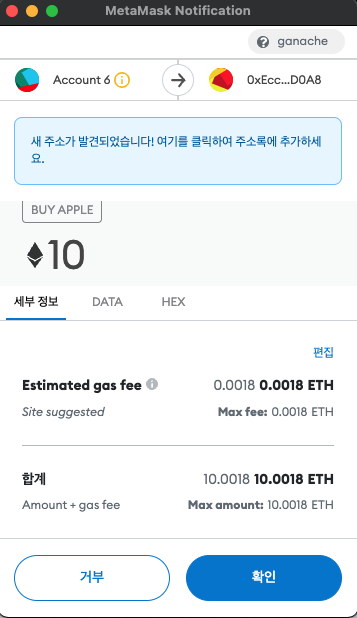 MetaMask Notification
ganache
Account 6
0xEcc...D0A8
새 주소가 발견되었습니다! 여기를 클릭하여 주소록에 추가하세
요.
BUY APPLE
10
세부 정보 DATA HEX
편집
Estimated gas fee 0.0018 0.0018 ETH
Site suggested Max fee: 0.0018 ETH
합계 10.0018 10.0018 ETH
Amount + gas fee Max amount: 10.0018 ETH
거부 확인